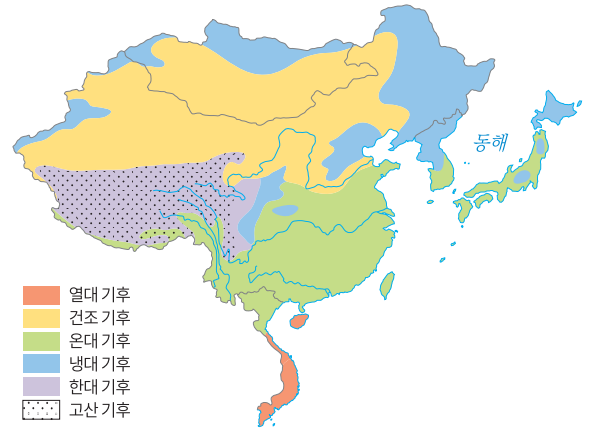 동해
열대 기후
건조 기후
온대 기후
냉대 기후
한대 기후
고산 기후